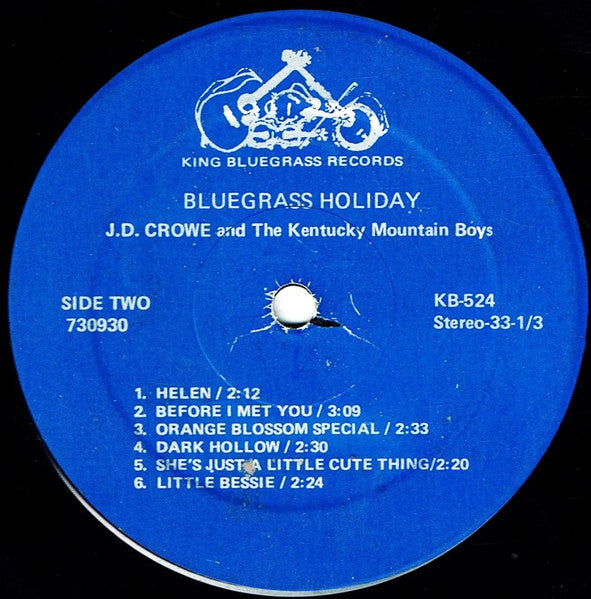 KING BLUEGRASS RECORDS
BLUEGRASS HOLIDAY
J.D. CROWE and The Kentucky Mountain Boys
SIDE TWO
730930
KB-524
Stereo-33-1/3
1. HELEN / 2:12
2. BEFORE I MET YOU / 3:09
3. ORANGE BLOSSOM SPECIAL / 2:33
4. DARK HOLLOW / 2:30
5. SHE'S JUST A LITTLE CUTE THING/2:20
6. LITTLE BESSIE / 2:24